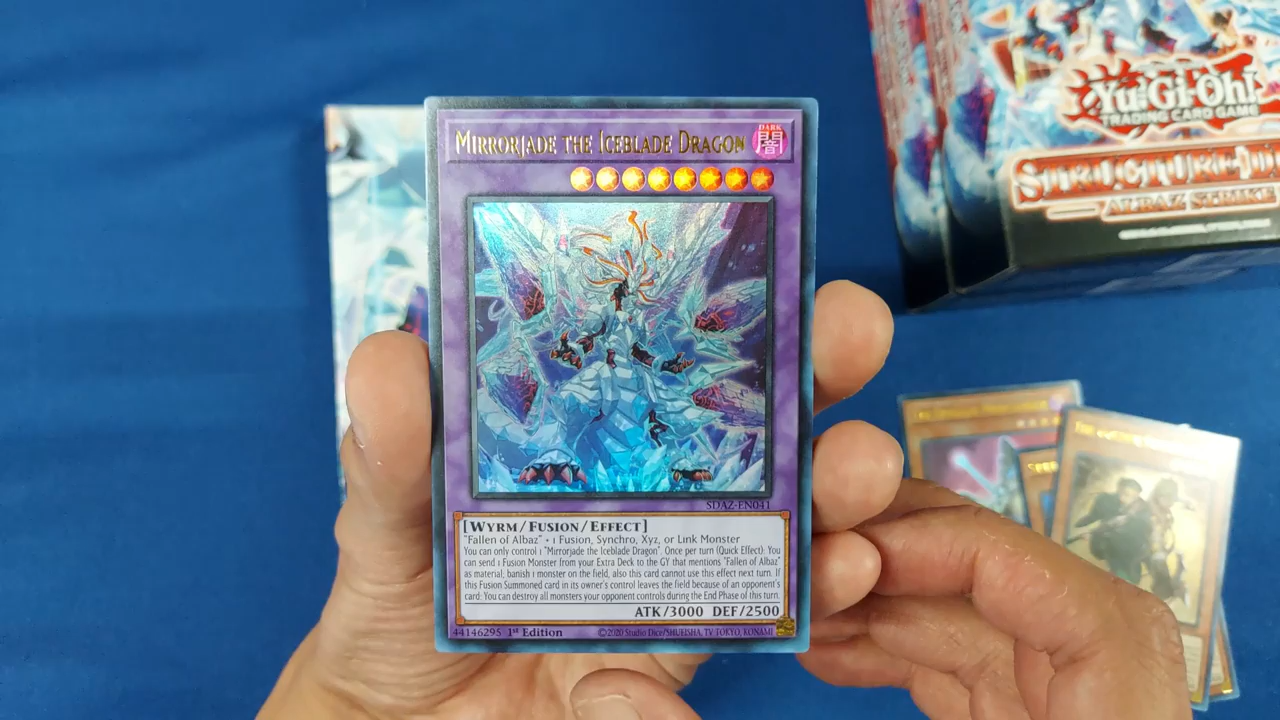 MIRRORJADE THE ICEBLADE DRAGON
DARK
闇
SDAZ-EN041
[WYRM/FUSION/EFFECT]
"Fallen of Albaz" + 1 Fusion, Synchro, Xyz, or Link Monster
You can only control 1 "Mirrorjade the Iceblade Dragon". Once per turn (Quick Effect): You
can send 1 Fusion Monster from your Extra Deck to the GY that mentions "Fallen of Albaz"
as material; banish 1 monster on the field, also this card cannot use this effect next turn. If
this Fusion Summoned card in its owner's control leaves the field because of an opponent's
card: You can destroy all monsters your opponent controls during the End Phase of this turn.
ATK/3000 DEF/2500
44146295 1st Edition ©2020 Studio Dice/SHUEISHA, TV TOKYO, KONAMI
Yu-Gi-Oh!
TRADING CARD GAME
STRUCTURE
ALBAZ STRIKE